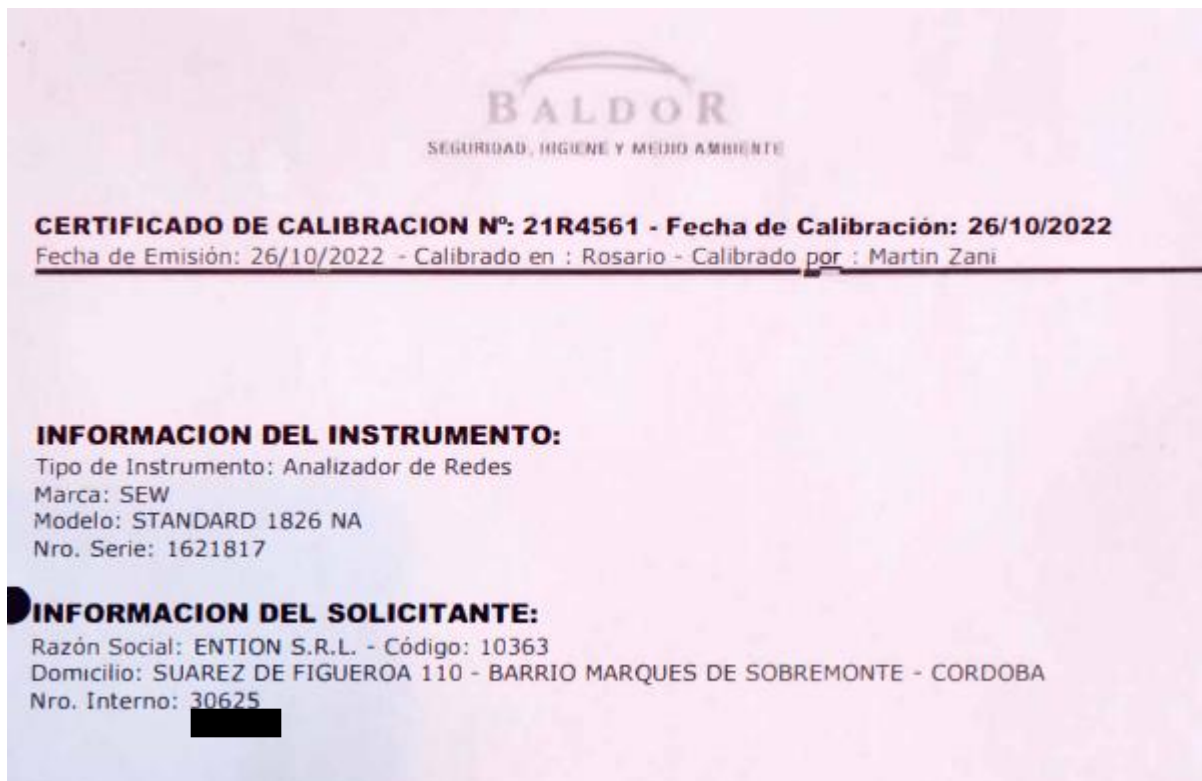 BALDOR
SEGURIDAD, HIGIENE Y MEDIO AMBIENTE
CERTIFICADO DE CALIBRACION Nº: 21R4561 - Fecha de Calibración: 26/10/2022
Fecha de Emisión: 26/10/2022 - Calibrado en : Rosario - Calibrado por : Martin Zani
INFORMACION DEL INSTRUMENTO:
Tipo de Instrumento: Analizador de Redes
Marca: SEW
Modelo: STANDARD 1826 NA
Nro. Serie: 1621817
INFORMACION DEL SOLICITANTE:
Razón Social: ENTION S.R.L. - Código: 10363
Domicilio: SUAREZ DE FIGUEROA 110 - BARRIO MARQUES DE SOBREMONTE - CORDOBA
Nro. Interno: 30625